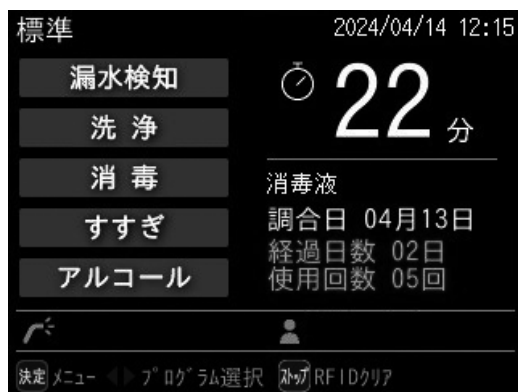 標準 2024/04/14 12:15
漏水検知
洗浄
消毒
すすぎ
アルコール
22分
消毒液
調合日 04月13日
経過日数 02日
使用回数 05回
決定 メニュー ◀▶ プログラム選択 ストップ RFIDクリア